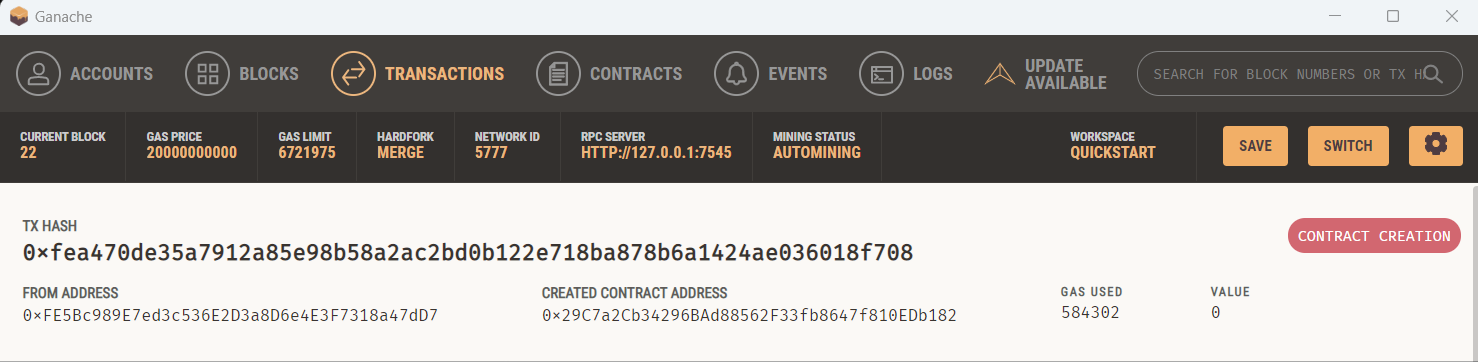 Ganache
ACCOUNTS
BLOCKS
TRANSACTIONS
CONTRACTS
EVENTS
LOGS
UPDATE
AVAILABLE
SEARCH FOR BLOCK NUMBERS OR TX
CURRENT BLOCK
22
GAS PRICE
20000000000
GAS LIMIT
6721975
HARDFORK
MERGE
NETWORK ID
5777
RPC SERVER
HTTP://127.0.0.1:7545
MINING STATUS
AUTOMINING
WORKSPACE
QUICKSTART
SAVE
SWITCH
TX HASH
0×fea470de35a7912a85e98b58a2ac2bd0b122e718ba878b6a1424ae036018f708
CONTRACT CREATION
FROM ADDRESS
0×FE5Bc989E7ed3c536E2D3a8D6e4E3F7318a47dD7
CREATED CONTRACT ADDRESS
0×29C7a2Cb34296BAd88562F33fb8647f810EDb182
GAS USED
584302
VALUE
0